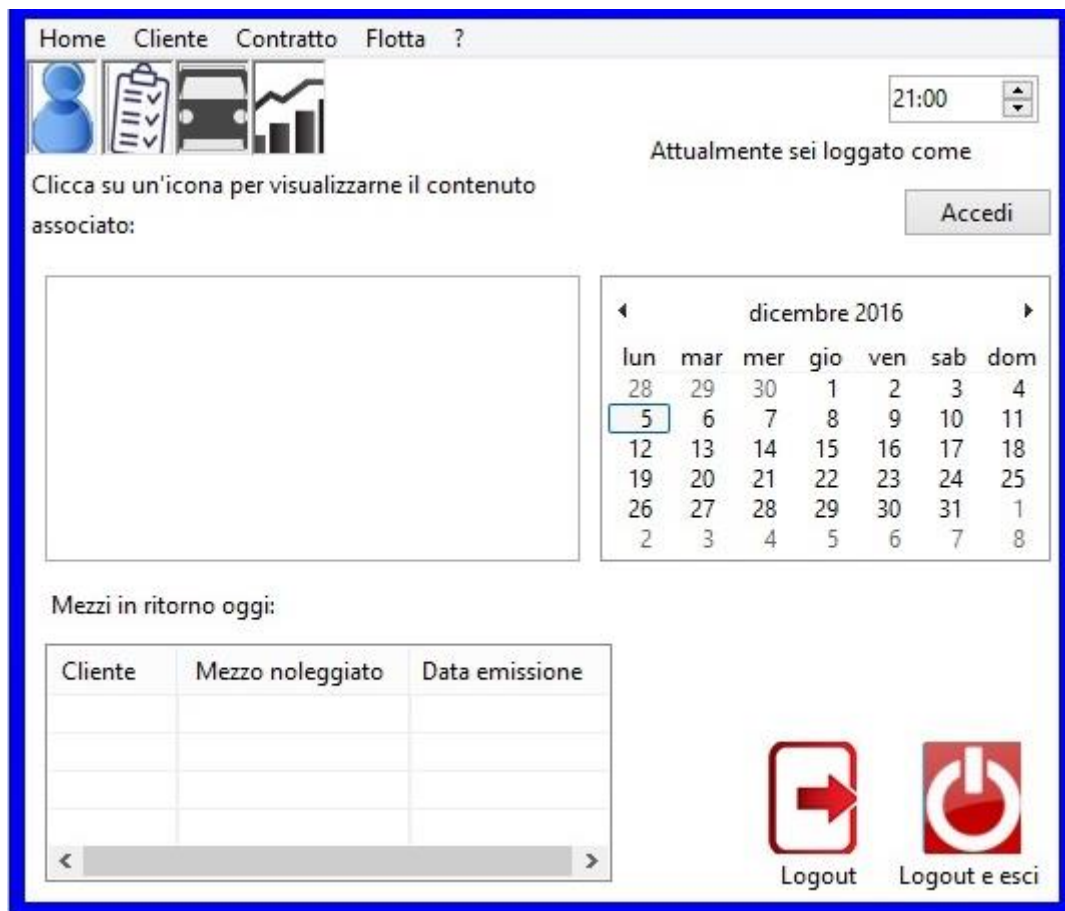 Home Cliente Contratto Flotta ?
21:00
Attualmente sei loggato come
Clicca su un'icona per visualizzarne il contenuto
associato:
Accedi
dicembre 2016
lun mar mer gio ven sab dom
28 29 30 1 2 3 4
5 6 7 8 9 10 11
12 13 14 15 16 17 18
19 20 21 22 23 24 25
26 27 28 29 30 31 1
2 3 4 5 6 7 8
Mezzi in ritorno oggi:
Cliente Mezzo noleggiato Data emissione
Logout Logout e esci